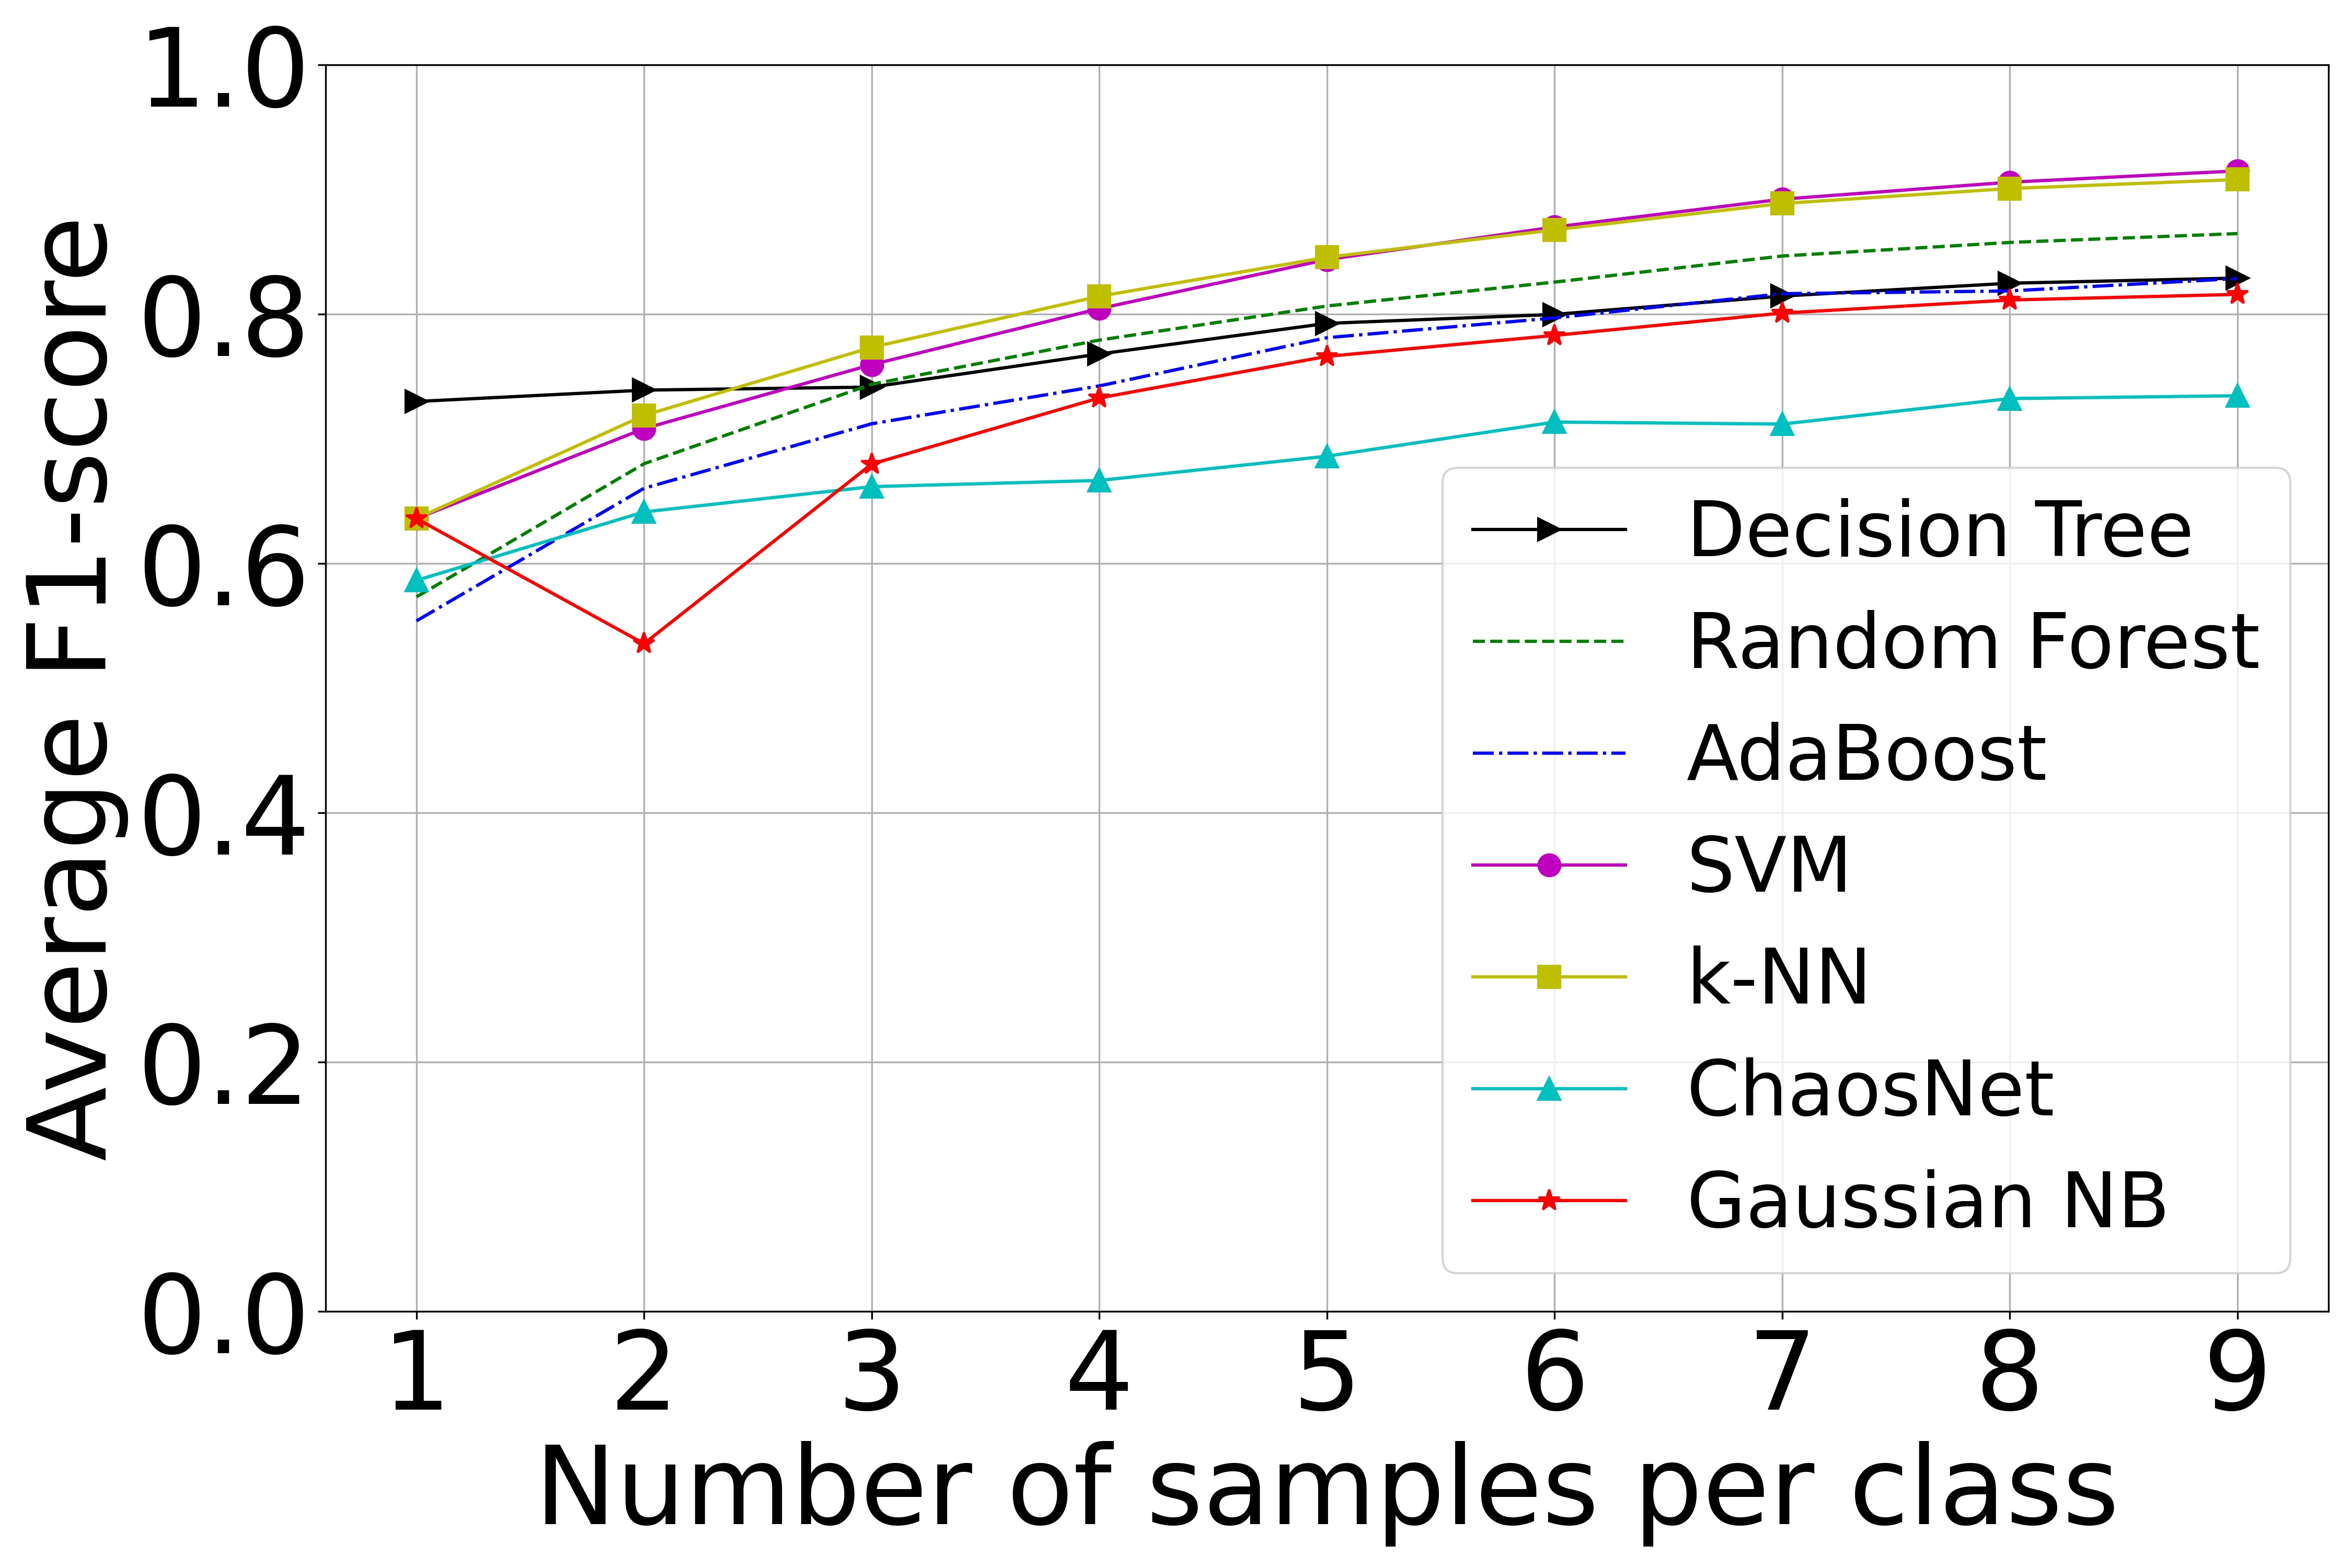 Average F1-score
1.0
0.8
0.6
0.4
0.2
0.0
Decision Tree
Random Forest
AdaBoost
SVM
k-NN
ChaosNet
Gaussian NB
1 2 3 4 5 6 7 8 9
Number of samples per class